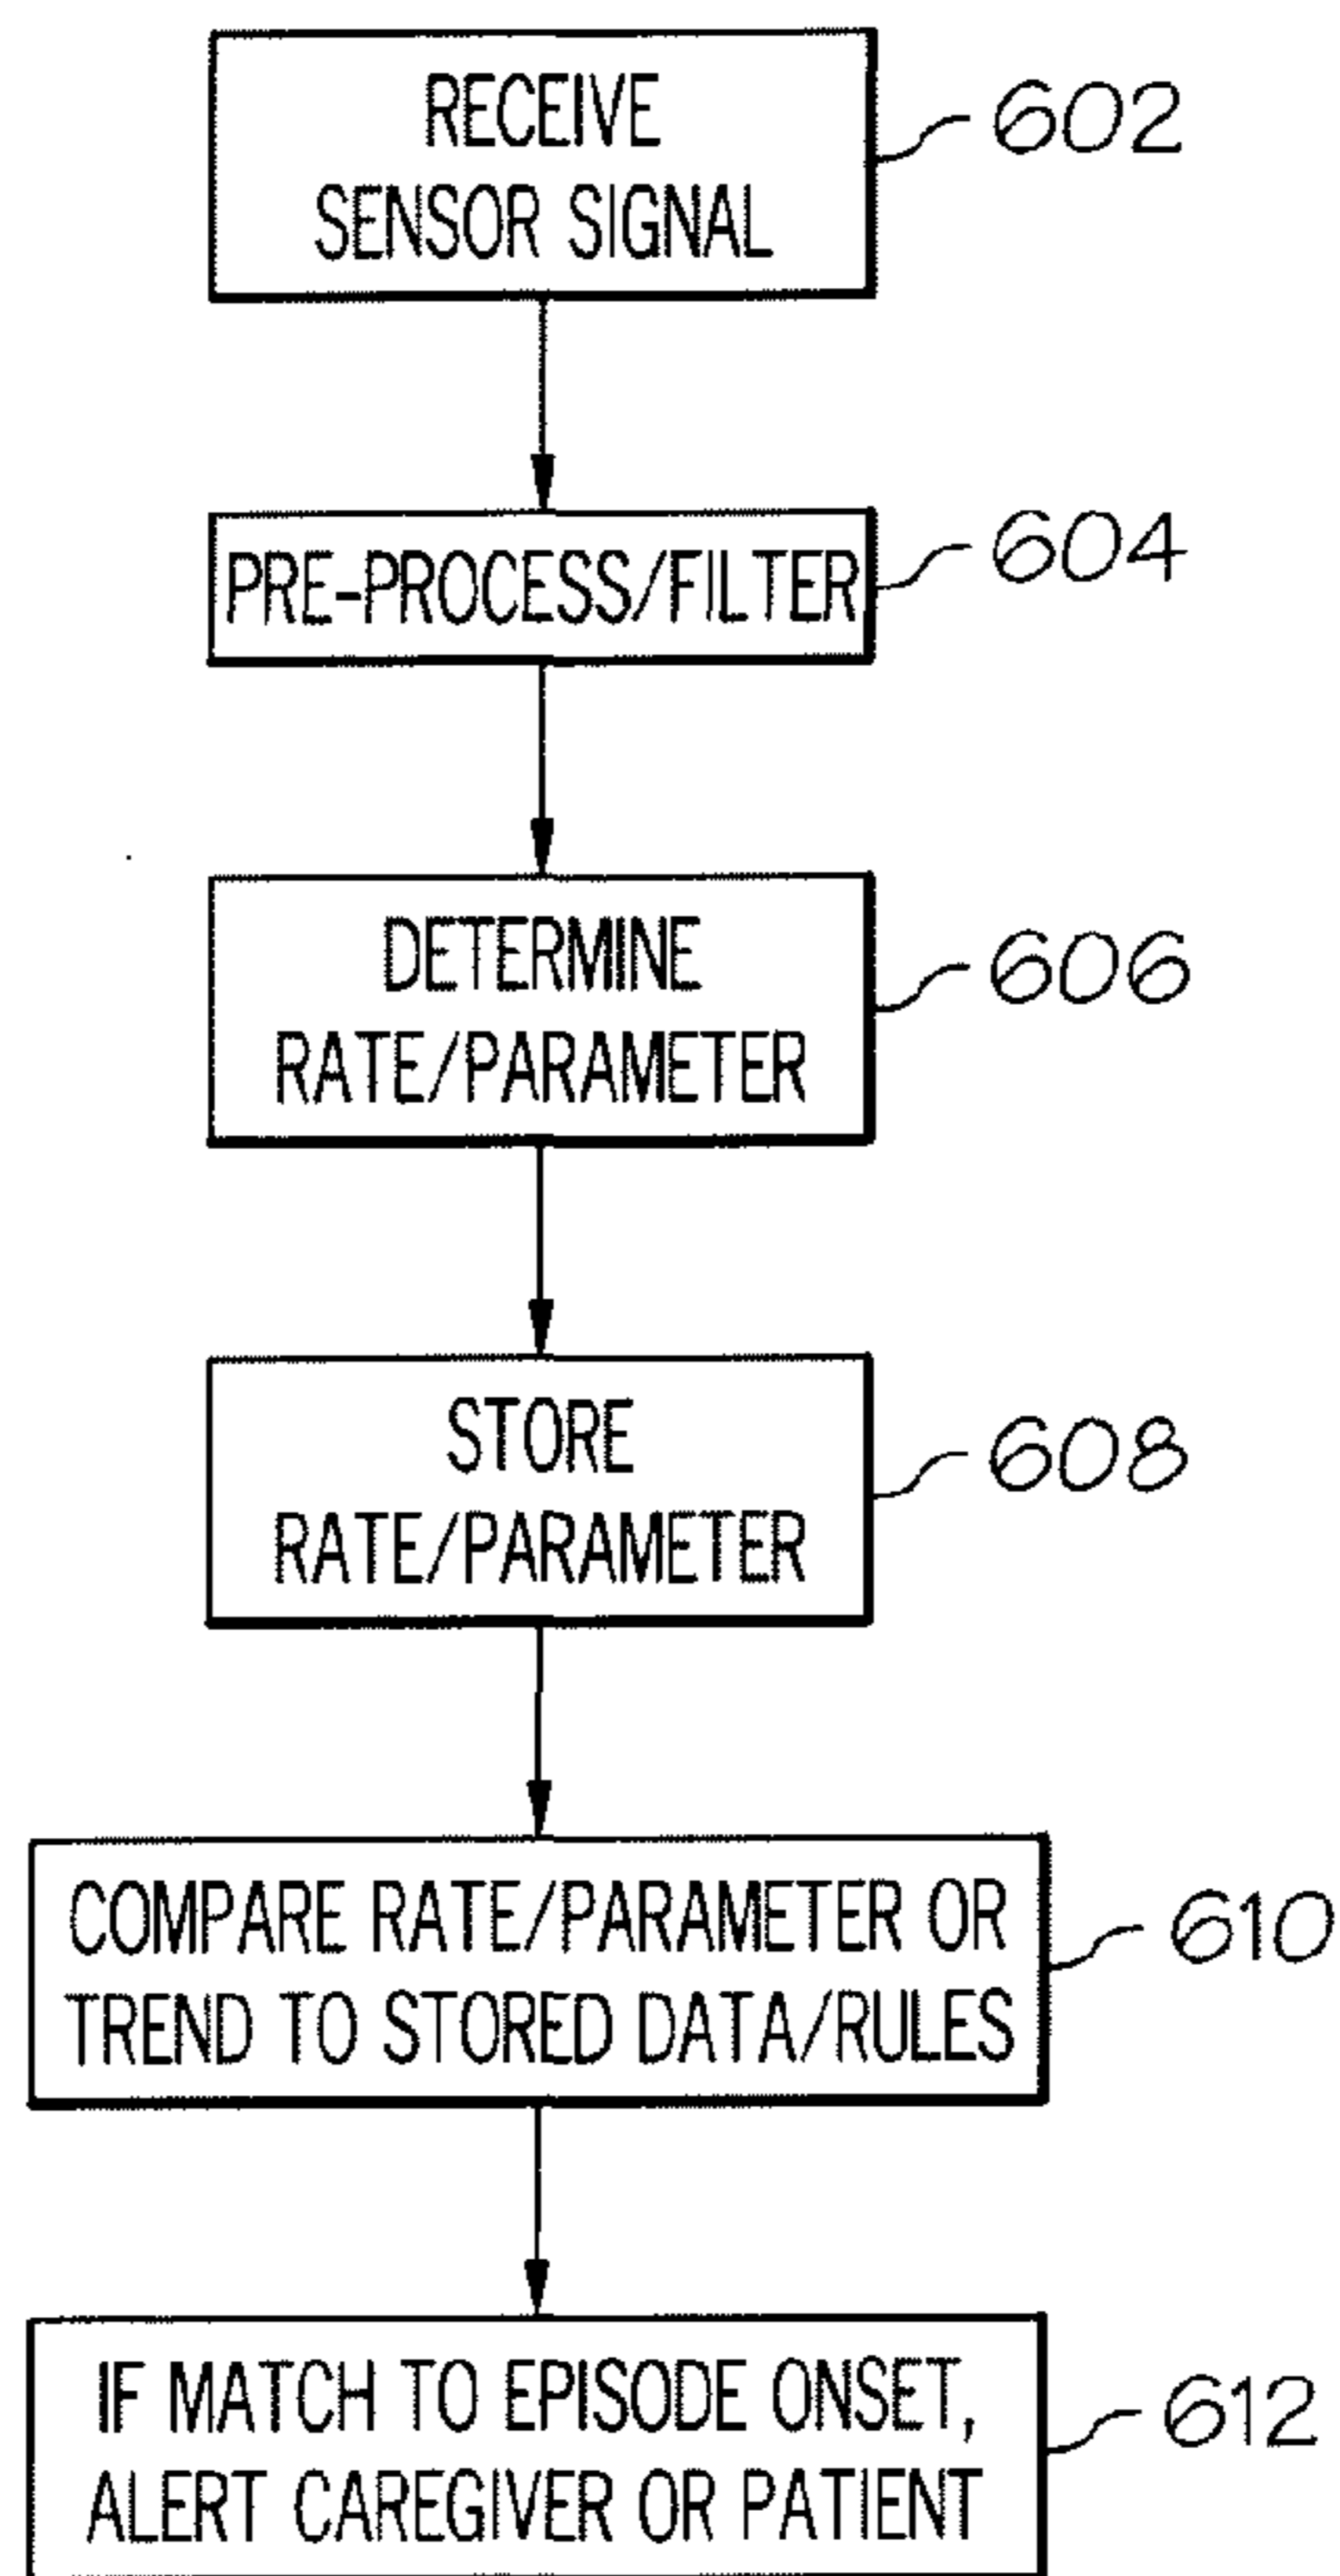 RECEIVE
SENSOR SIGNAL
602
PRE-PROCESS/FILTER
604
DETERMINE
RATE/PARAMETER
606
STORE
RATE/PARAMETER
608
COMPARE RATE/PARAMETER OR
TREND TO STORED DATA/RULES
610
IF MATCH TO EPISODE ONSET,
ALERT CAREGIVER OR PATIENT
612